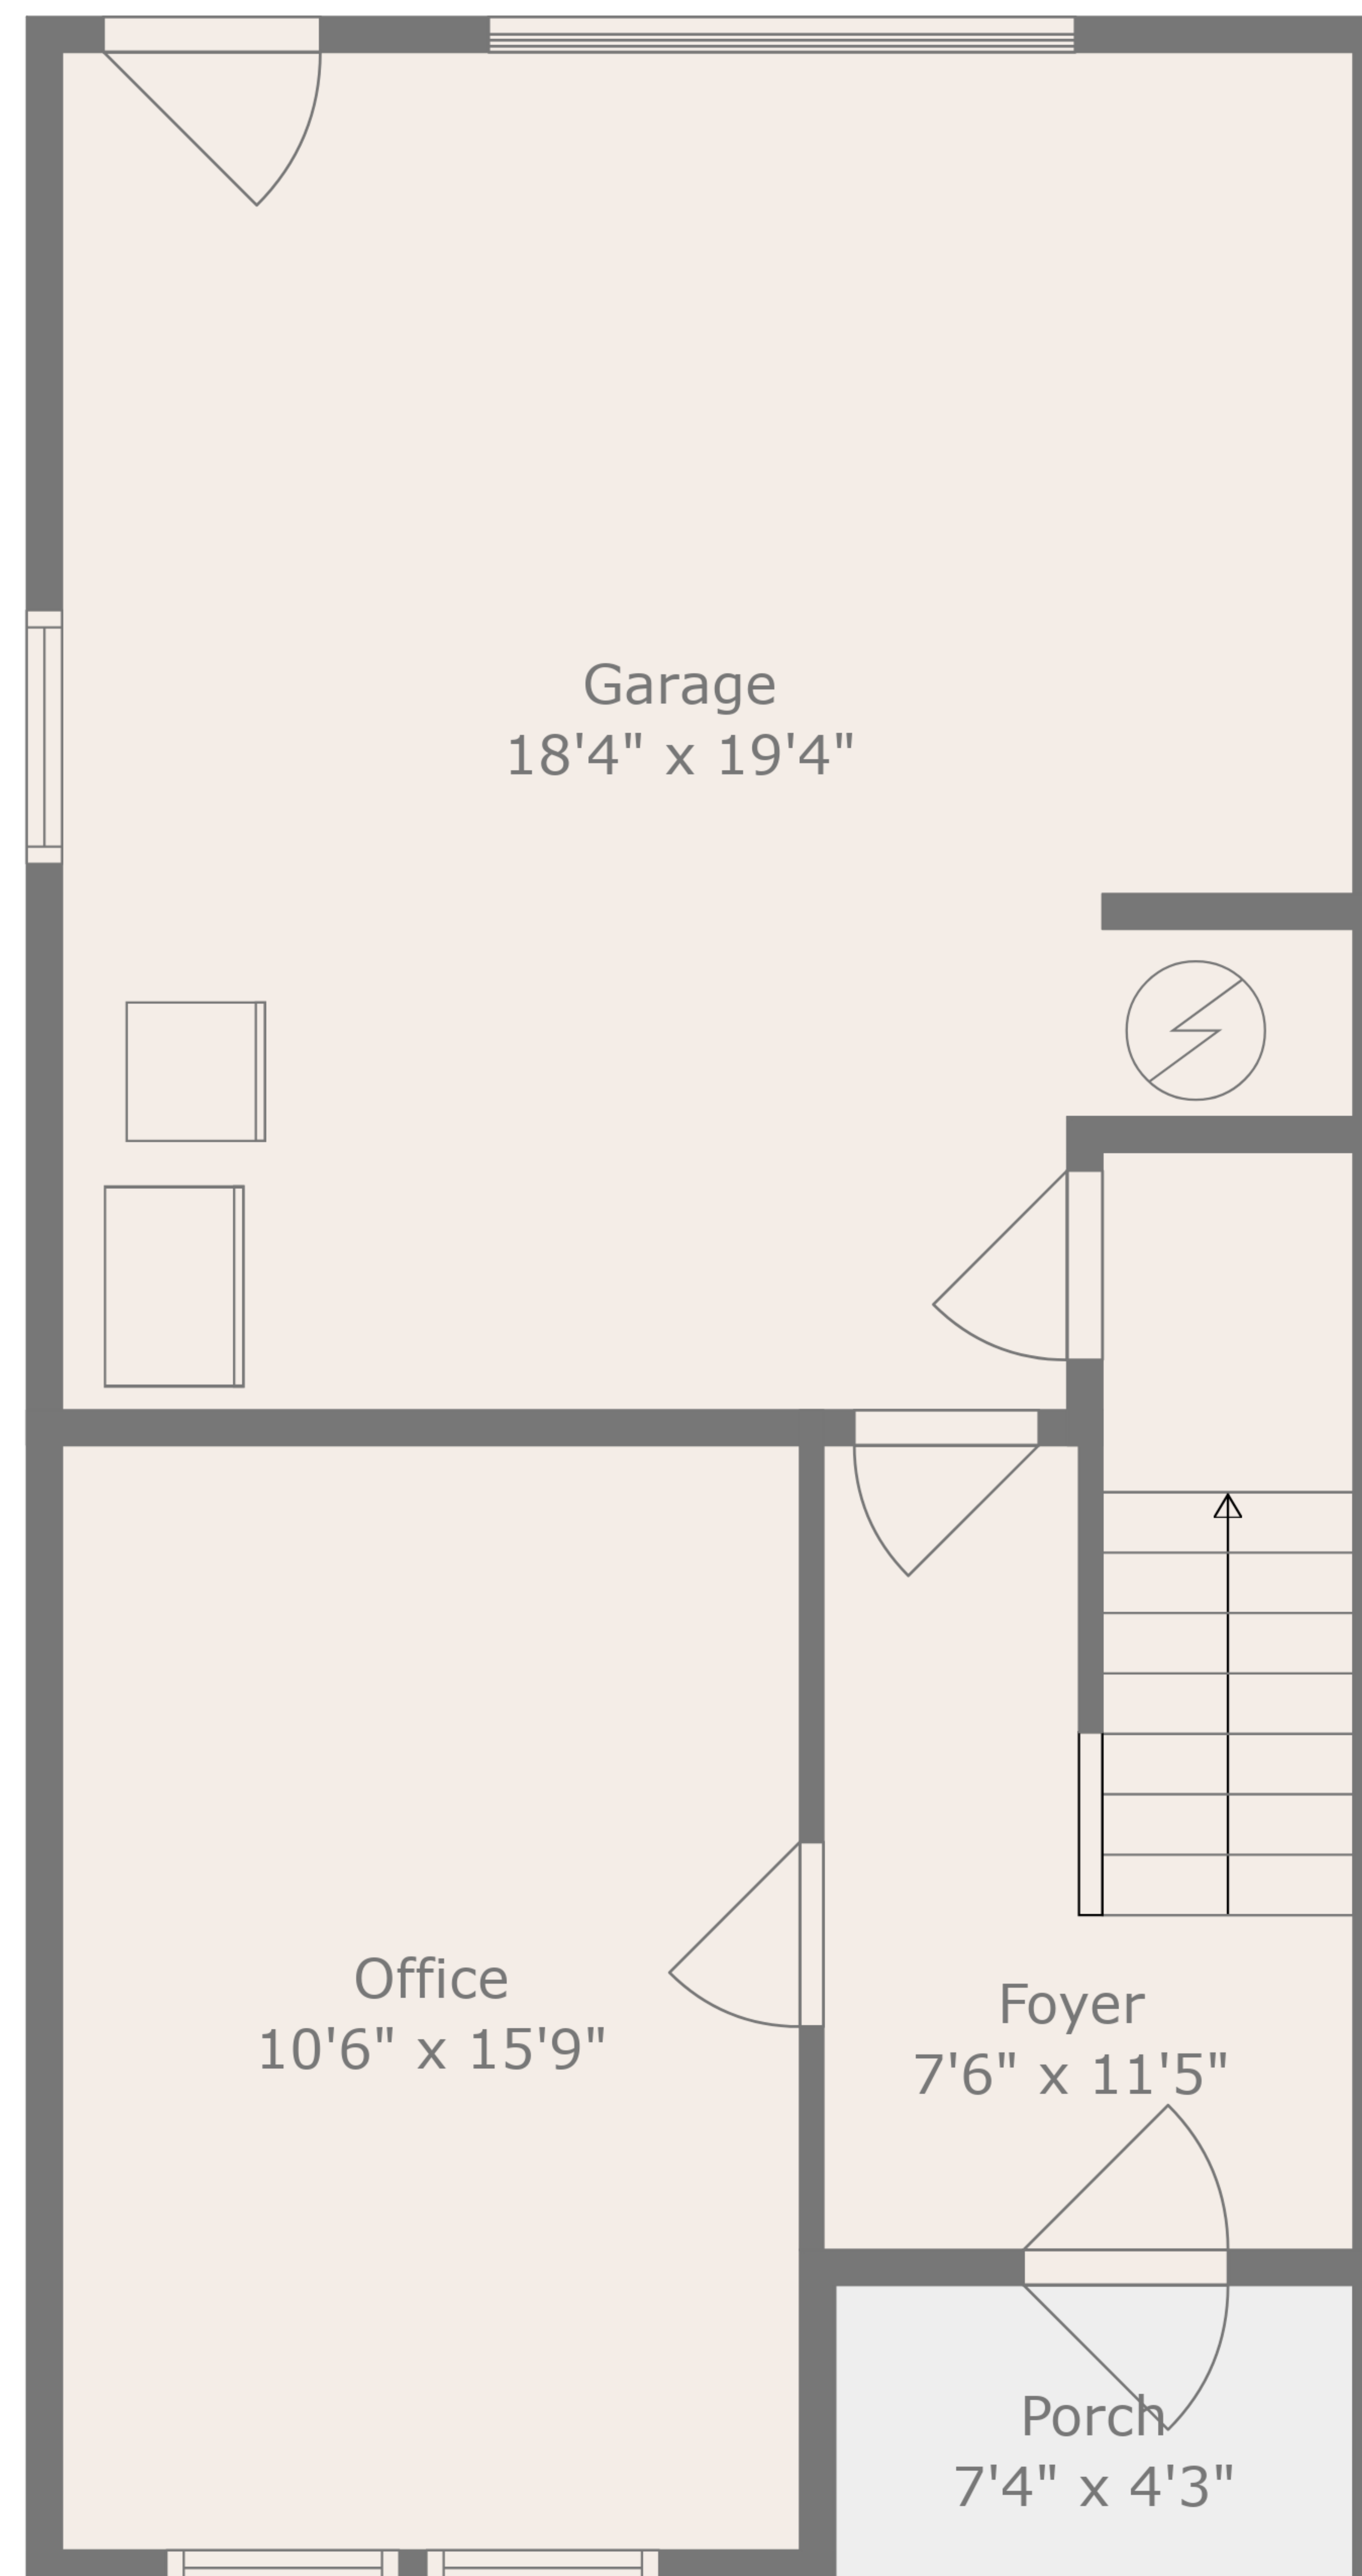 Garage
18'4" x 19'4"
Office
10'6" x 15'9"
Foyer
7'6" x 11'5"
Porch
7'4" x 4'3"